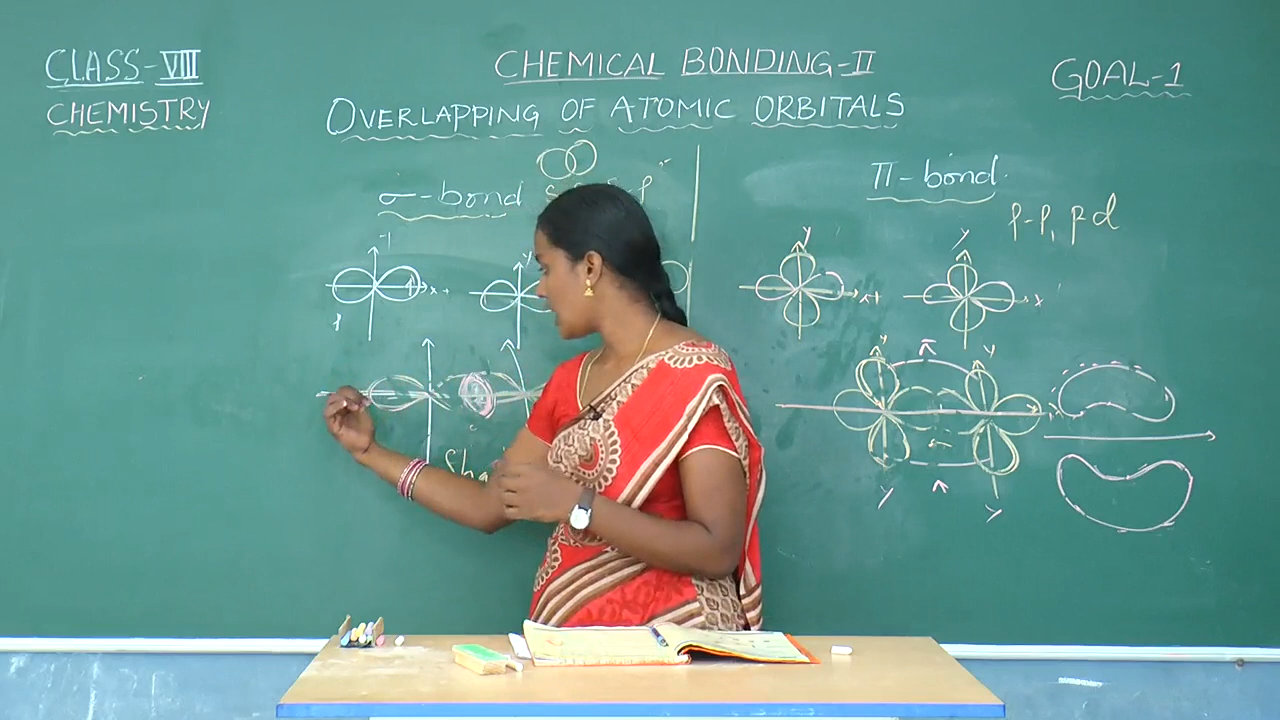 CLASS-VIII
CHEMISTRY
CHEMICAL BONDING-II
OVERLAPPING OF ATOMIC ORBITALS
GOAL-1
σ-bond
π-bond
p-p, p d
y
y
x
y
x
y
y
y
y